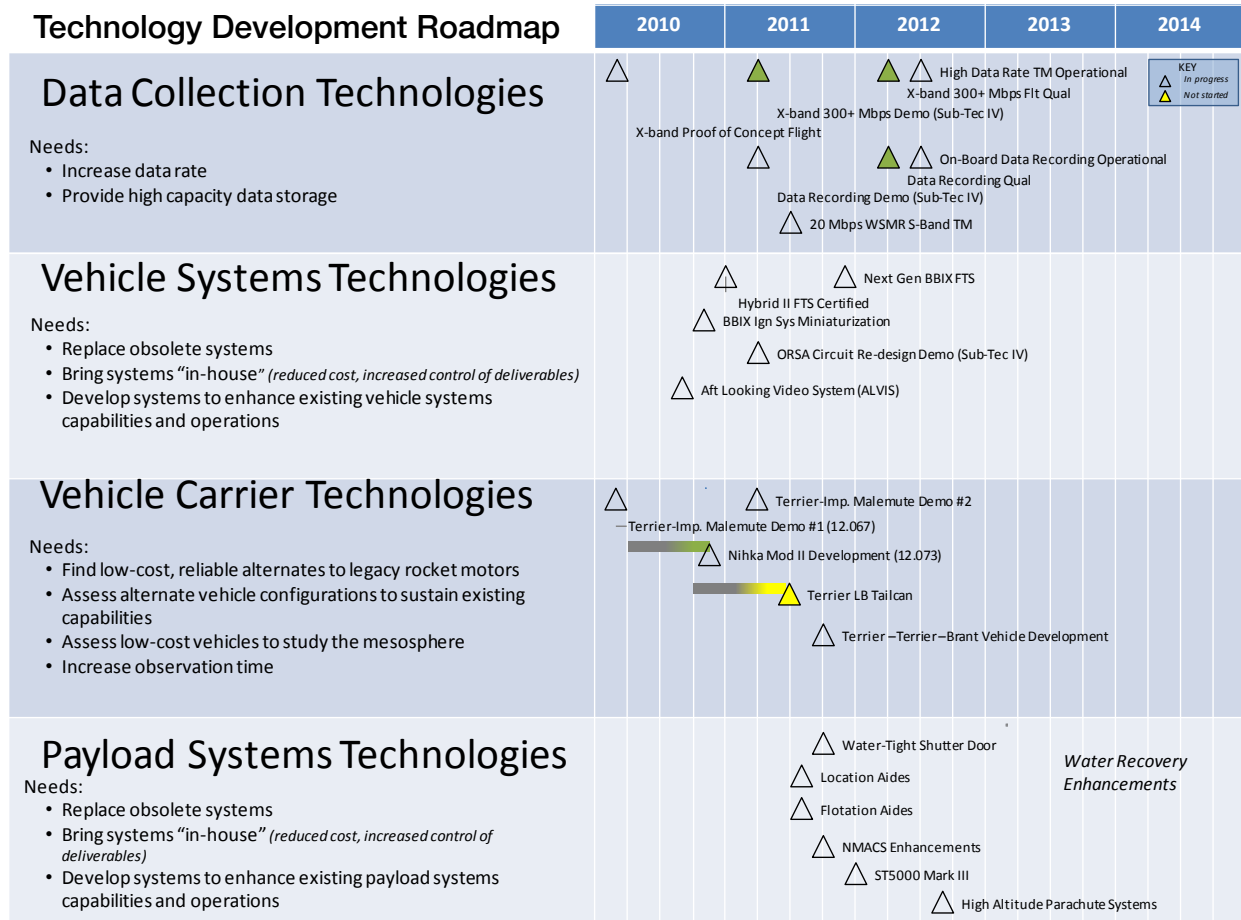 Technology Development Roadmap
2010 2011 2012 2013 2014
Data Collection Technologies
Needs:
• Increase data rate
• Provide high capacity data storage
High Data Rate TM Operational
X-band 300+ Mbps Flt Qual
X-band 300+ Mbps Demo (Sub-Tec IV)
X-band Proof of Concept Flight
On-Board Data Recording Operational
Data Recording Qual
Data Recording Demo (Sub-Tec IV)
20 Mbps WSMR S-Band TM
KEY
In progress
Not started
Vehicle Systems Technologies
Needs:
• Replace obsolete systems
• Bring systems “in-house” (reduced cost, increased control of deliverables)
• Develop systems to enhance existing vehicle systems
capabilities and operations
Next Gen BBIX FTS
Hybrid II FTS Certified
BBIX Ign Sys Miniaturization
ORSA Circuit Re-design Demo (Sub-Tec IV)
Aft Looking Video System (ALVIS)
Vehicle Carrier Technologies
Needs:
• Find low-cost, reliable alternates to legacy rocket motors
• Assess alternate vehicle configurations to sustain existing
capabilities
• Assess low-cost vehicles to study the mesosphere
• Increase observation time
Terrier-Imp. Malemute Demo #2
Terrier-Imp. Malemute Demo #1 (12.067)
Nihka Mod II Development (12.073)
Terrier LB Tailcan
Terrier –Terrier–Brant Vehicle Development
Payload Systems Technologies
Needs:
• Replace obsolete systems
• Bring systems “in-house” (reduced cost, increased control of
deliverables)
• Develop systems to enhance existing payload systems
capabilities and operations
Water-Tight Shutter Door
Location Aides
Flotation Aides
NMACS Enhancements
ST5000 Mark III
High Altitude Parachute Systems
Water Recovery
Enhancements